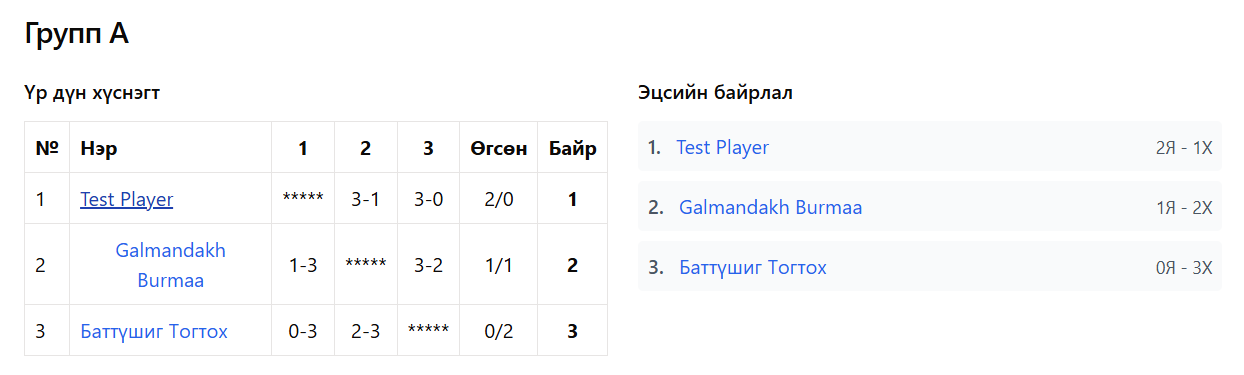 Групп А
Үр дүн хүснэгт
№ Нэр 1 2 3 Өгсөн Байр
1 Test Player ***** 3-1 3-0 2/0 1
2 Galmandakh Burmaa 1-3 ***** 3-2 1/1 2
3 Баттүшиг Тогтох 0-3 2-3 ***** 0/2 3
Эцсийн байрлал
1. Test Player 2Я - 1Х
2. Galmandakh Burmaa 1Я - 2Х
3. Баттүшиг Тогтох 0Я - 3Х